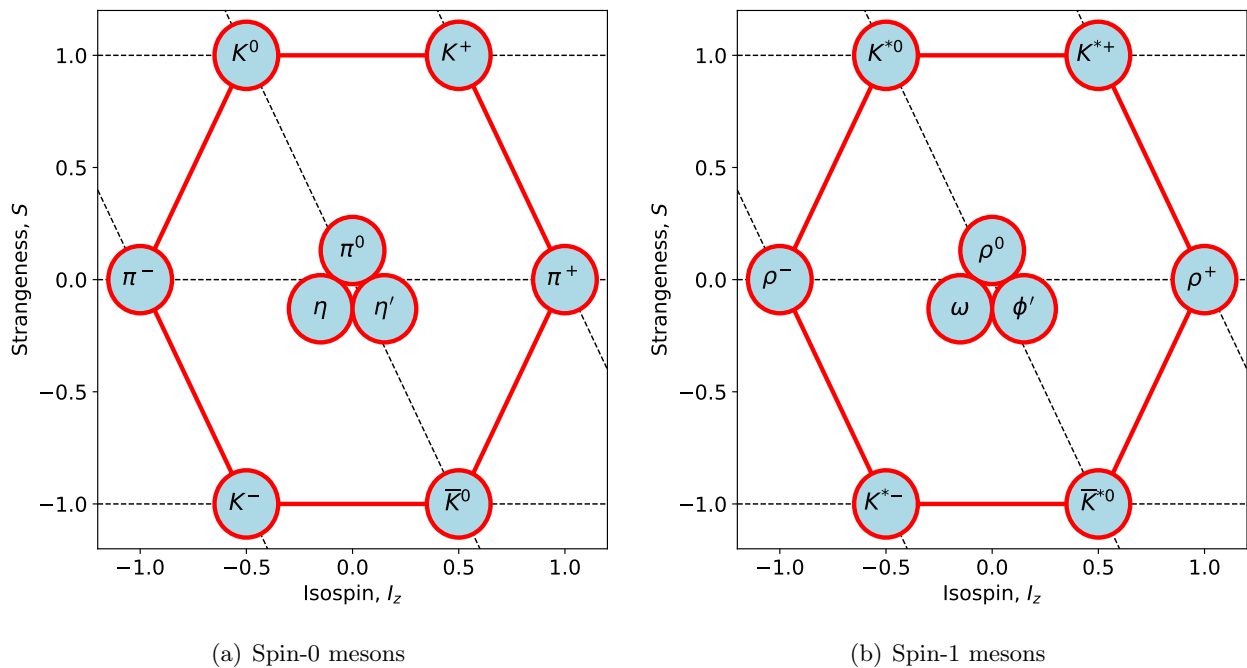 K⁰ K⁺
π⁰
π⁻ η η′ π⁺
K⁻ K̅⁰
1.0
0.5
0.0
−0.5
−1.0
Strangeness, S
−1.0 −0.5 0.0 0.5 1.0
Isospin, I_z
(a) Spin-0 mesons
K*⁰ K*⁺
ρ⁰
ρ⁻ ω ϕ′ ρ⁺
K*⁻ K̅*⁰
1.0
0.5
0.0
−0.5
−1.0
Strangeness, S
−1.0 −0.5 0.0 0.5 1.0
Isospin, I_z
(b) Spin-1 mesons